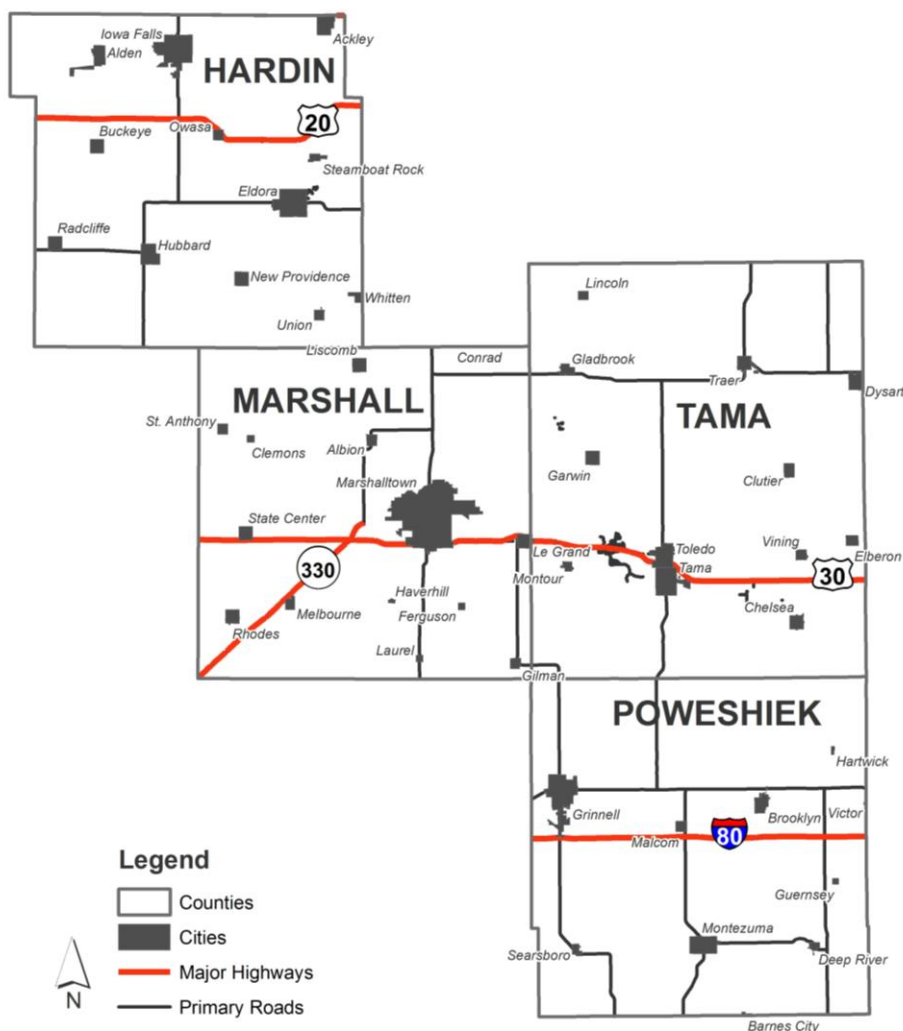 Iowa Falls
Alden
Ackley
HARDIN
20
Buckeye
Owasa
Steamboat Rock
Eldora
Radcliffe
Hubbard
New Providence
Whitten
Union
Lincoln
Liscomb
Conrad
Gladbrook
Traer
Dysart
MARSHALL
TAMA
St. Anthony
Clemons
Albion
Marshalltown
Garwin
Clutier
State Center
Le Grand
Toledo
Vining
Elberon
330
Montour
Tama
30
Haverhill
Melbourne
Ferguson
Chelsea
Rhodes
Laurel
Gilman
POWESHIEK
Hartwick
Grinnell
Brooklyn
Victor
Malcom
80
Guernsey
Montezuma
Searsboro
Deep River
Barnes City
Legend
Counties
Cities
Major Highways
Primary Roads
N